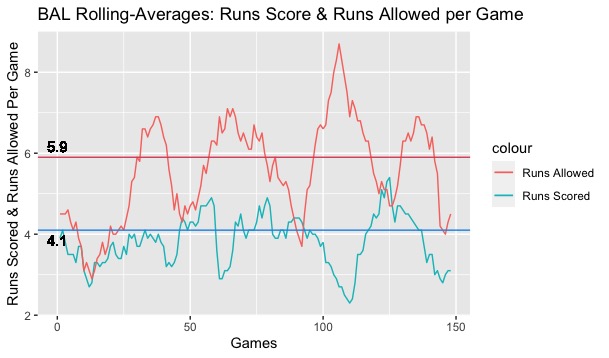 BAL Rolling-Averages: Runs Score & Runs Allowed per Game
Runs Scored & Runs Allowed Per Game
8
6
4
2
5.9
4.1
0
50
100
150
Games
colour
Runs Allowed
Runs Scored